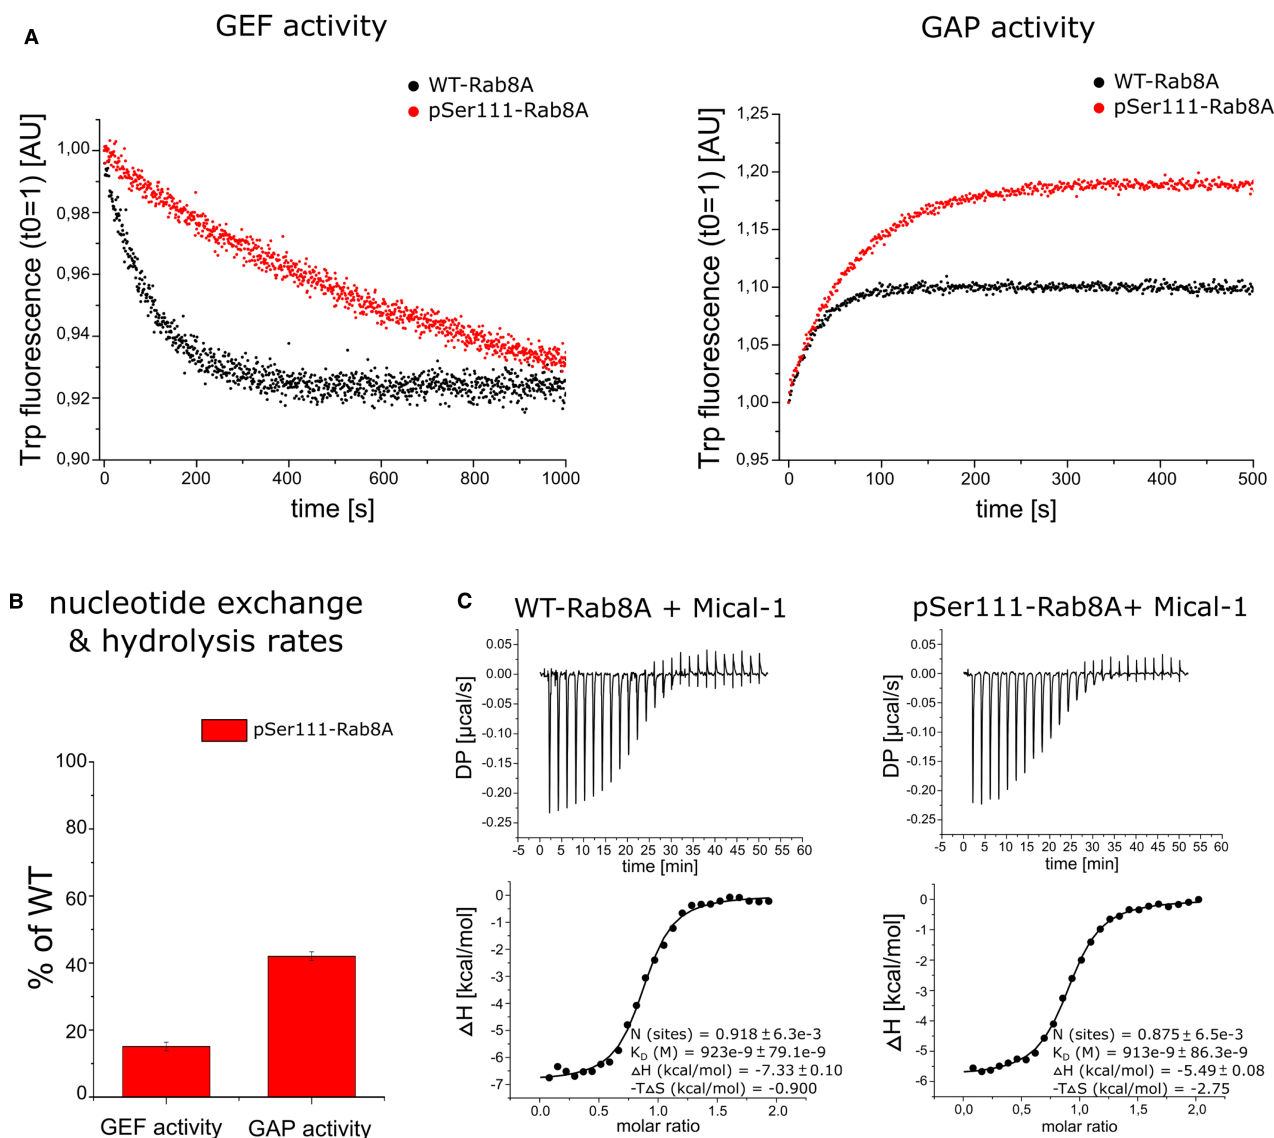 A
GEF activity
WT-Rab8A
pSer111-Rab8A
Trp fluorescence (t0=1) [AU]
1,00
0,98
0,96
0,94
0,92
0,90
0 200 400 600 800 1000
time [s]
GAP activity
WT-Rab8A
pSer111-Rab8A
Trp fluorescence (t0=1) [AU]
1,25
1,20
1,15
1,10
1,05
1,00
0,95
0 100 200 300 400 500
time [s]
B
nucleotide exchange
& hydrolysis rates
pSer111-Rab8A
% of WT
100
80
60
40
20
0
GEF activity GAP activity
C
WT-Rab8A + Mical-1
DP [µcal/s]
0.05
0.00
-0.05
-0.10
-0.15
-0.20
-0.25
-5 0 5 10 15 20 25 30 35 40 45 50 55 60
time [min]
ΔH [kcal/mol]
0
-1
-2
-3
-4
-5
-6
-7
N (sites) = 0.918 ± 6.3e-3
KD (M) = 923e-9 ± 79.1e-9
ΔH (kcal/mol) = -7.33 ± 0.10
-TΔS (kcal/mol) = -0.900
0.0 0.5 1.0 1.5 2.0
molar ratio
pSer111-Rab8A+ Mical-1
DP [µcal/s]
0.05
0.00
-0.05
-0.10
-0.15
-0.20
-0.25
-5 0 5 10 15 20 25 30 35 40 45 50 55 60
time [min]
ΔH [kcal/mol]
0
-1
-2
-3
-4
-5
-6
N (sites) = 0.875 ± 6.5e-3
KD (M) = 913e-9 ± 86.3e-9
ΔH (kcal/mol) = -5.49 ± 0.08
-TΔS (kcal/mol) = -2.75
0,0 0,5 1,0 1,5 2,0
molar ratio